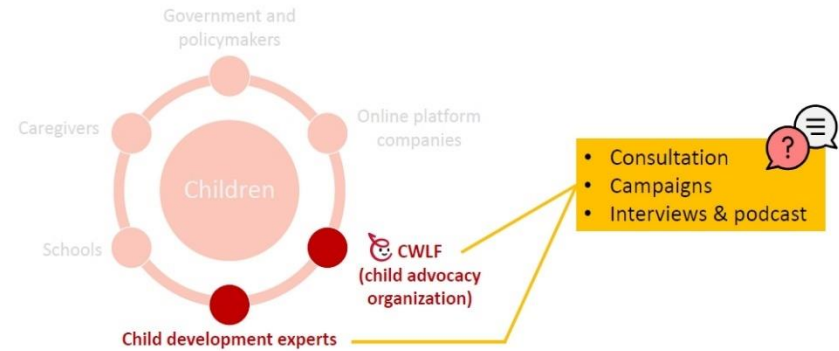 Government and
policymakers
Caregivers
Online platform
companies
Children
Schools
CWLF
(child advocacy
organization)
Child development experts
• Consultation
• Campaigns
• Interviews & podcast
?